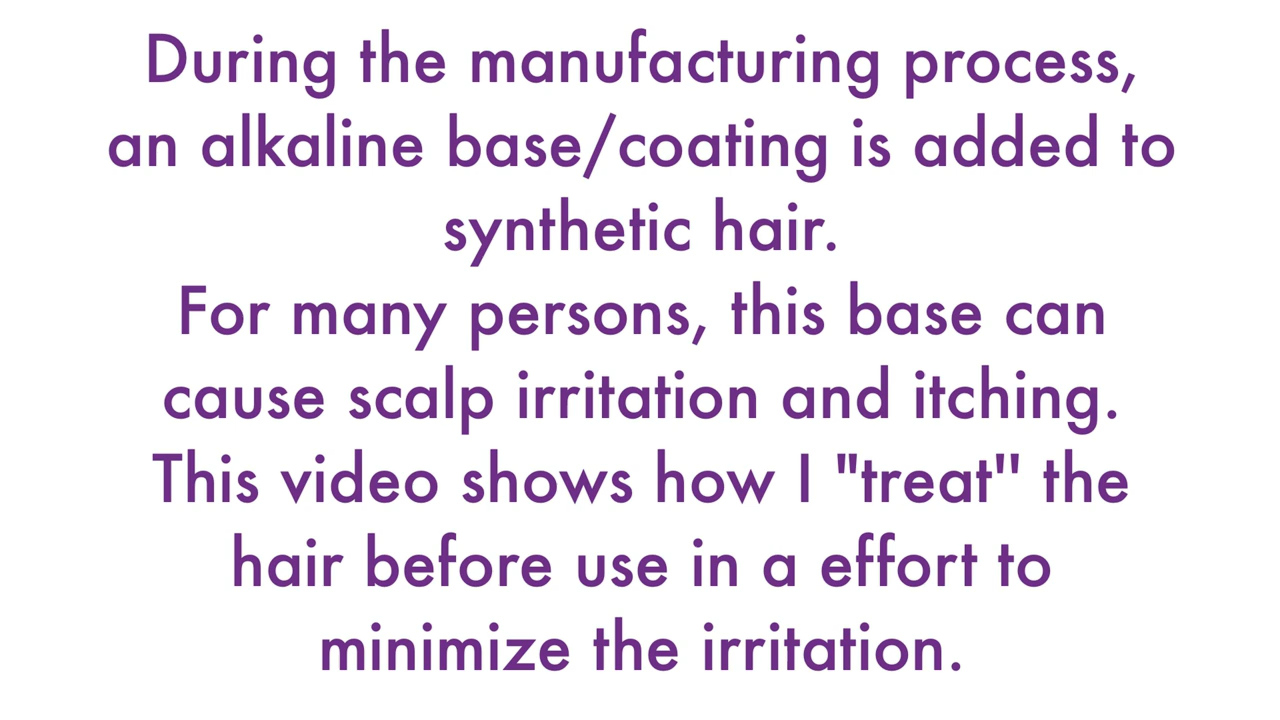 During the manufacturing process,
an alkaline base/coating is added to
synthetic hair.
For many persons, this base can
cause scalp irritation and itching.
This video shows how I "treat" the
hair before use in a effort to
minimize the irritation.